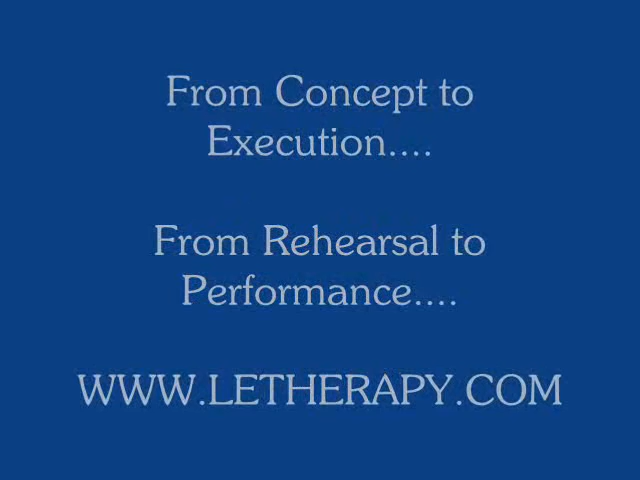 From Concept to
Execution....
From Rehearsal to
Performance....
WWW.LETHERAPY.COM